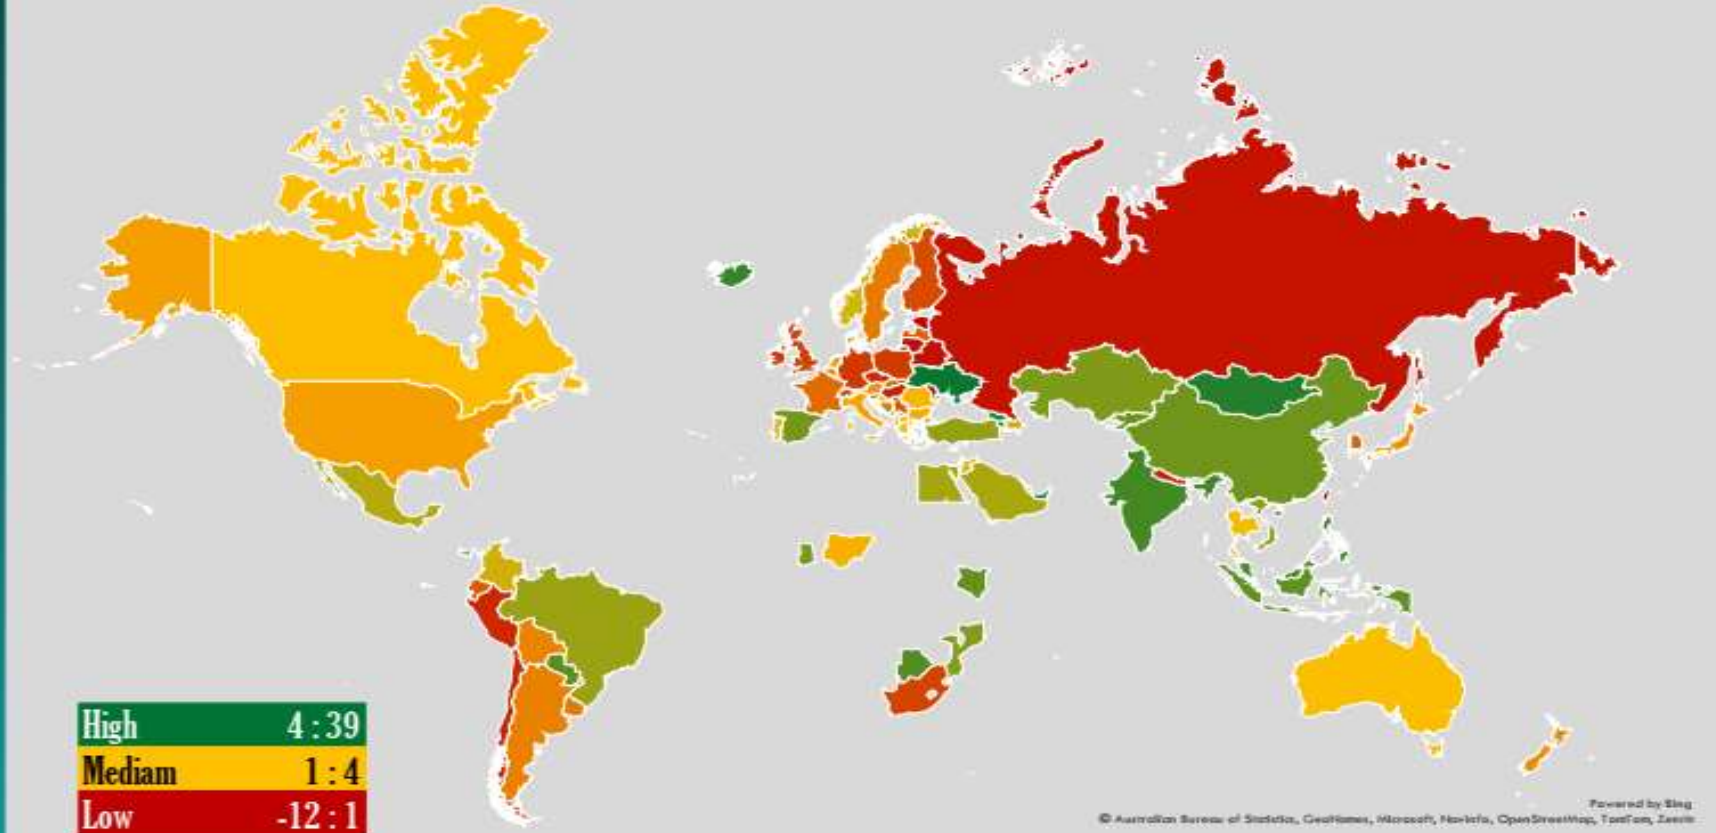 High 4 : 39
Mediam 1 : 4
Low -12 : 1
Powered by Bing
© Australian Bureau of Statistics, GeoNames, Microsoft, Navinfo, OpenStreetMap, TomTom, Zenrin